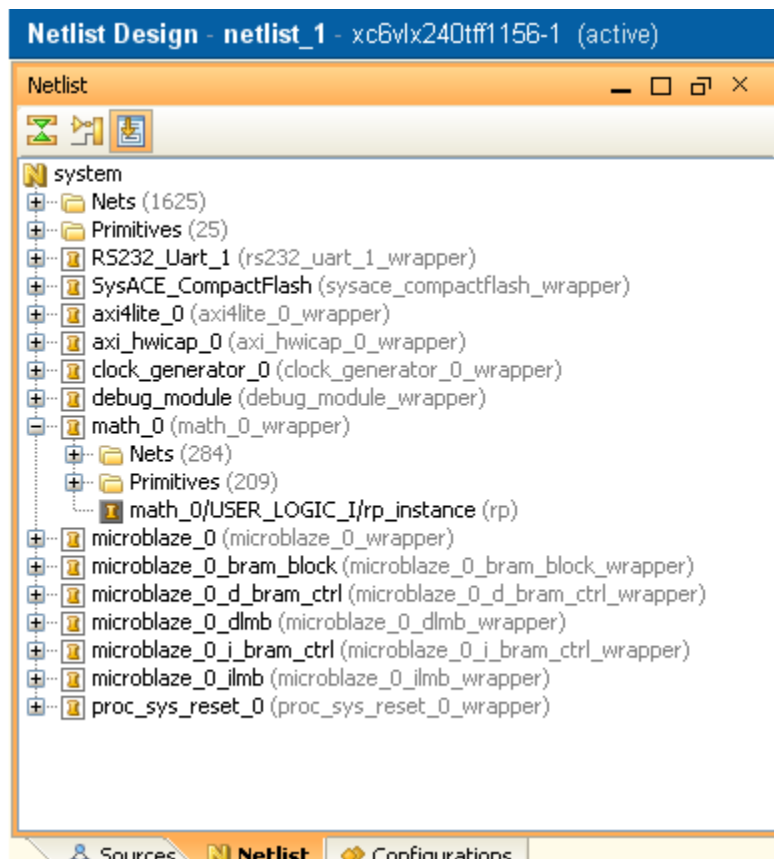 Netlist Design - netlist_1 - xc6vlx240tff1156-1 (active)
Netlist
system
Nets (1625)
Primitives (25)
RS232_Uart_1 (rs232_uart_1_wrapper)
SysACE_CompactFlash (sysace_compactflash_wrapper)
axi4lite_0 (axi4lite_0_wrapper)
axi_hwicap_0 (axi_hwicap_0_wrapper)
clock_generator_0 (clock_generator_0_wrapper)
debug_module (debug_module_wrapper)
math_0 (math_0_wrapper)
Nets (284)
Primitives (209)
math_0/USER_LOGIC_I/rp_instance (rp)
microblaze_0 (microblaze_0_wrapper)
microblaze_0_bram_block (microblaze_0_bram_block_wrapper)
microblaze_0_d_bram_ctrl (microblaze_0_d_bram_ctrl_wrapper)
microblaze_0_dlmb (microblaze_0_dlmb_wrapper)
microblaze_0_i_bram_ctrl (microblaze_0_i_bram_ctrl_wrapper)
microblaze_0_ilmb (microblaze_0_ilmb_wrapper)
proc_sys_reset_0 (proc_sys_reset_0_wrapper)
Sources Netlist Configurations